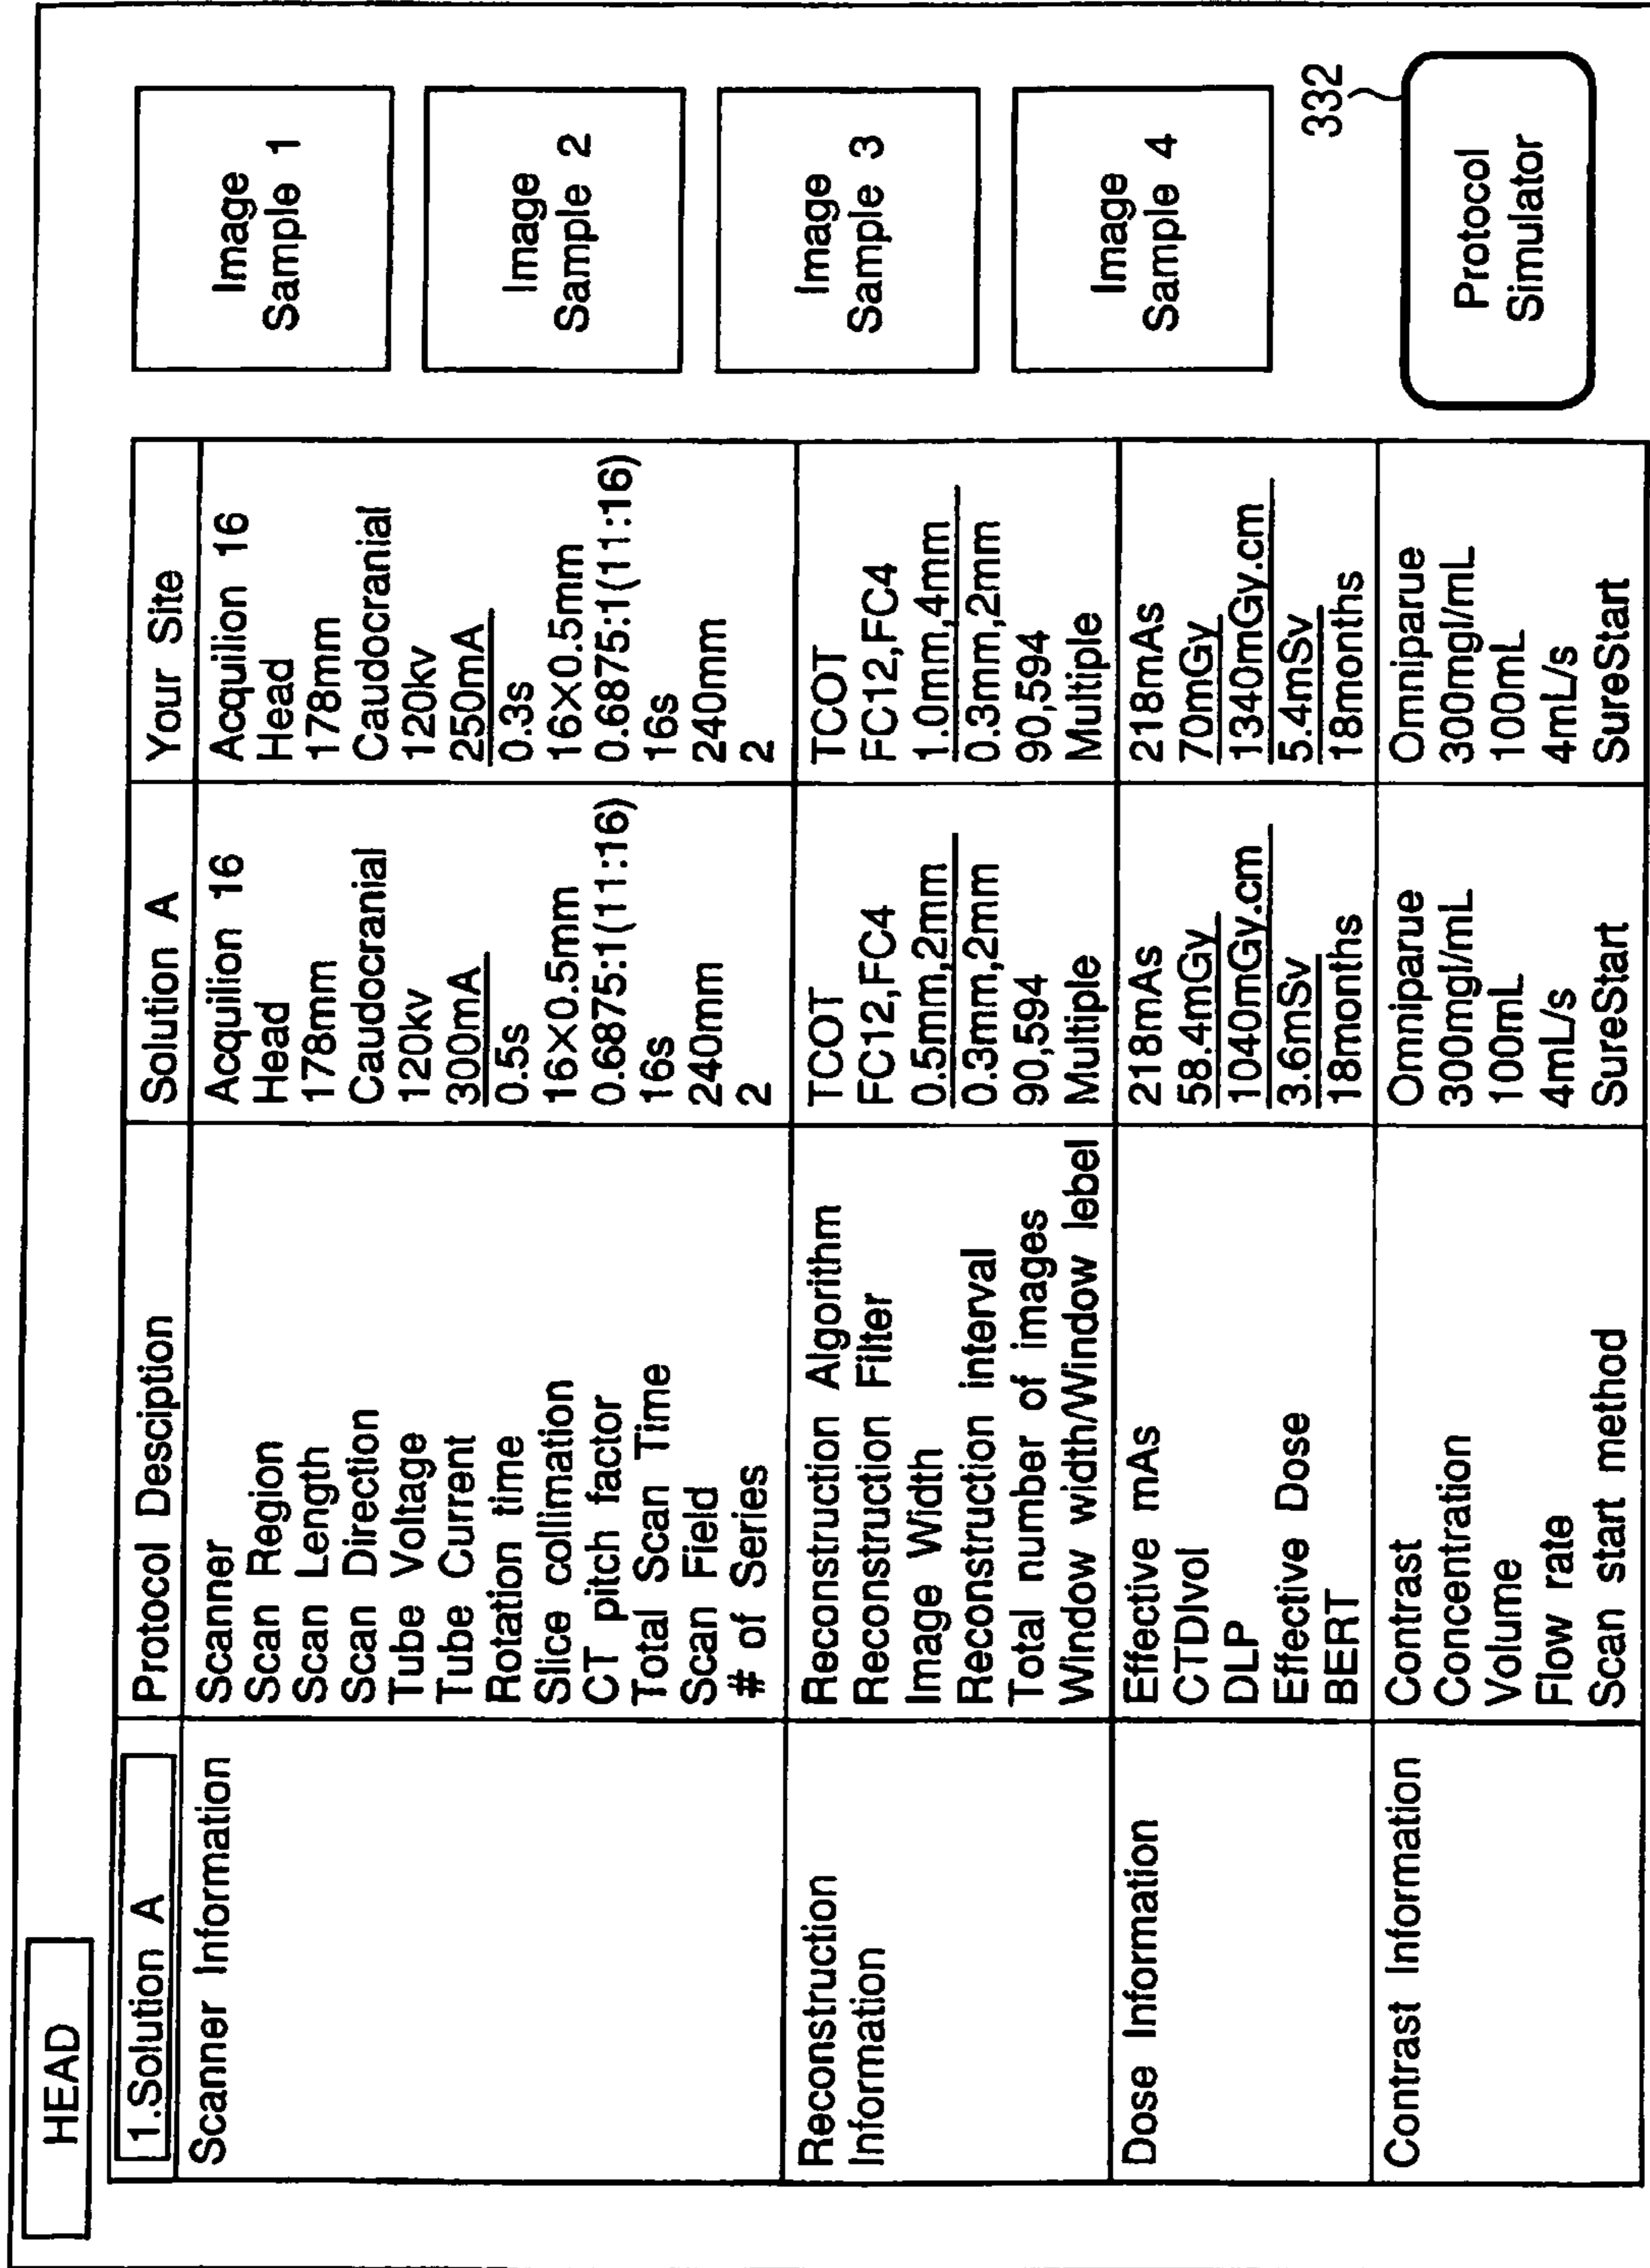 HEAD
1.Solution A
Protocol Desciption
Solution A
Your Site
Scanner Information
Scanner
Acquilion 16
Acquilion 16
Scan Region
Head
Head
Scan Length
178mm
178mm
Scan Direction
Caudocranial
Caudocranial
Tube Voltage
120kv
120kv
Tube Current
300mA
250mA
Rotation time
0.5s
0.3s
Slice collimation
16×0.5mm
16×0.5mm
CT pitch factor
0.6875:1(11:16)
0.6875:1(11:16)
Total Scan Time
16s
16s
Scan Field
240mm
240mm
# of Series
2
2
Reconstruction
Information
Reconstruction Algorithm
TCOT
TCOT
Reconstruction Filter
FC12,FC4
FC12,FC4
Image Width
0.5mm,2mm
1.0mm,4mm
Reconstruction interval
0.3mm,2mm
0.3mm,2mm
Total number of images
90,594
90,594
Window width/Window lebel
Multiple
Multiple
Dose Information
Effective mAs
218mAs
218mAs
CTDIvol
58.4mGy
70mGy
DLP
1040mGy.cm
1340mGy.cm
Effective Dose
3.6mSv
5.4mSv
BERT
18months
18months
Contrast Information
Contrast
Omniparue
Omniparue
Concentration
300mgl/mL
300mgl/mL
Volume
100mL
100mL
Flow rate
4mL/s
4mL/s
Scan start method
SureStart
SureStart
Image
Sample 1
Image
Sample 2
Image
Sample 3
Image
Sample 4
332
Protocol
Simulator